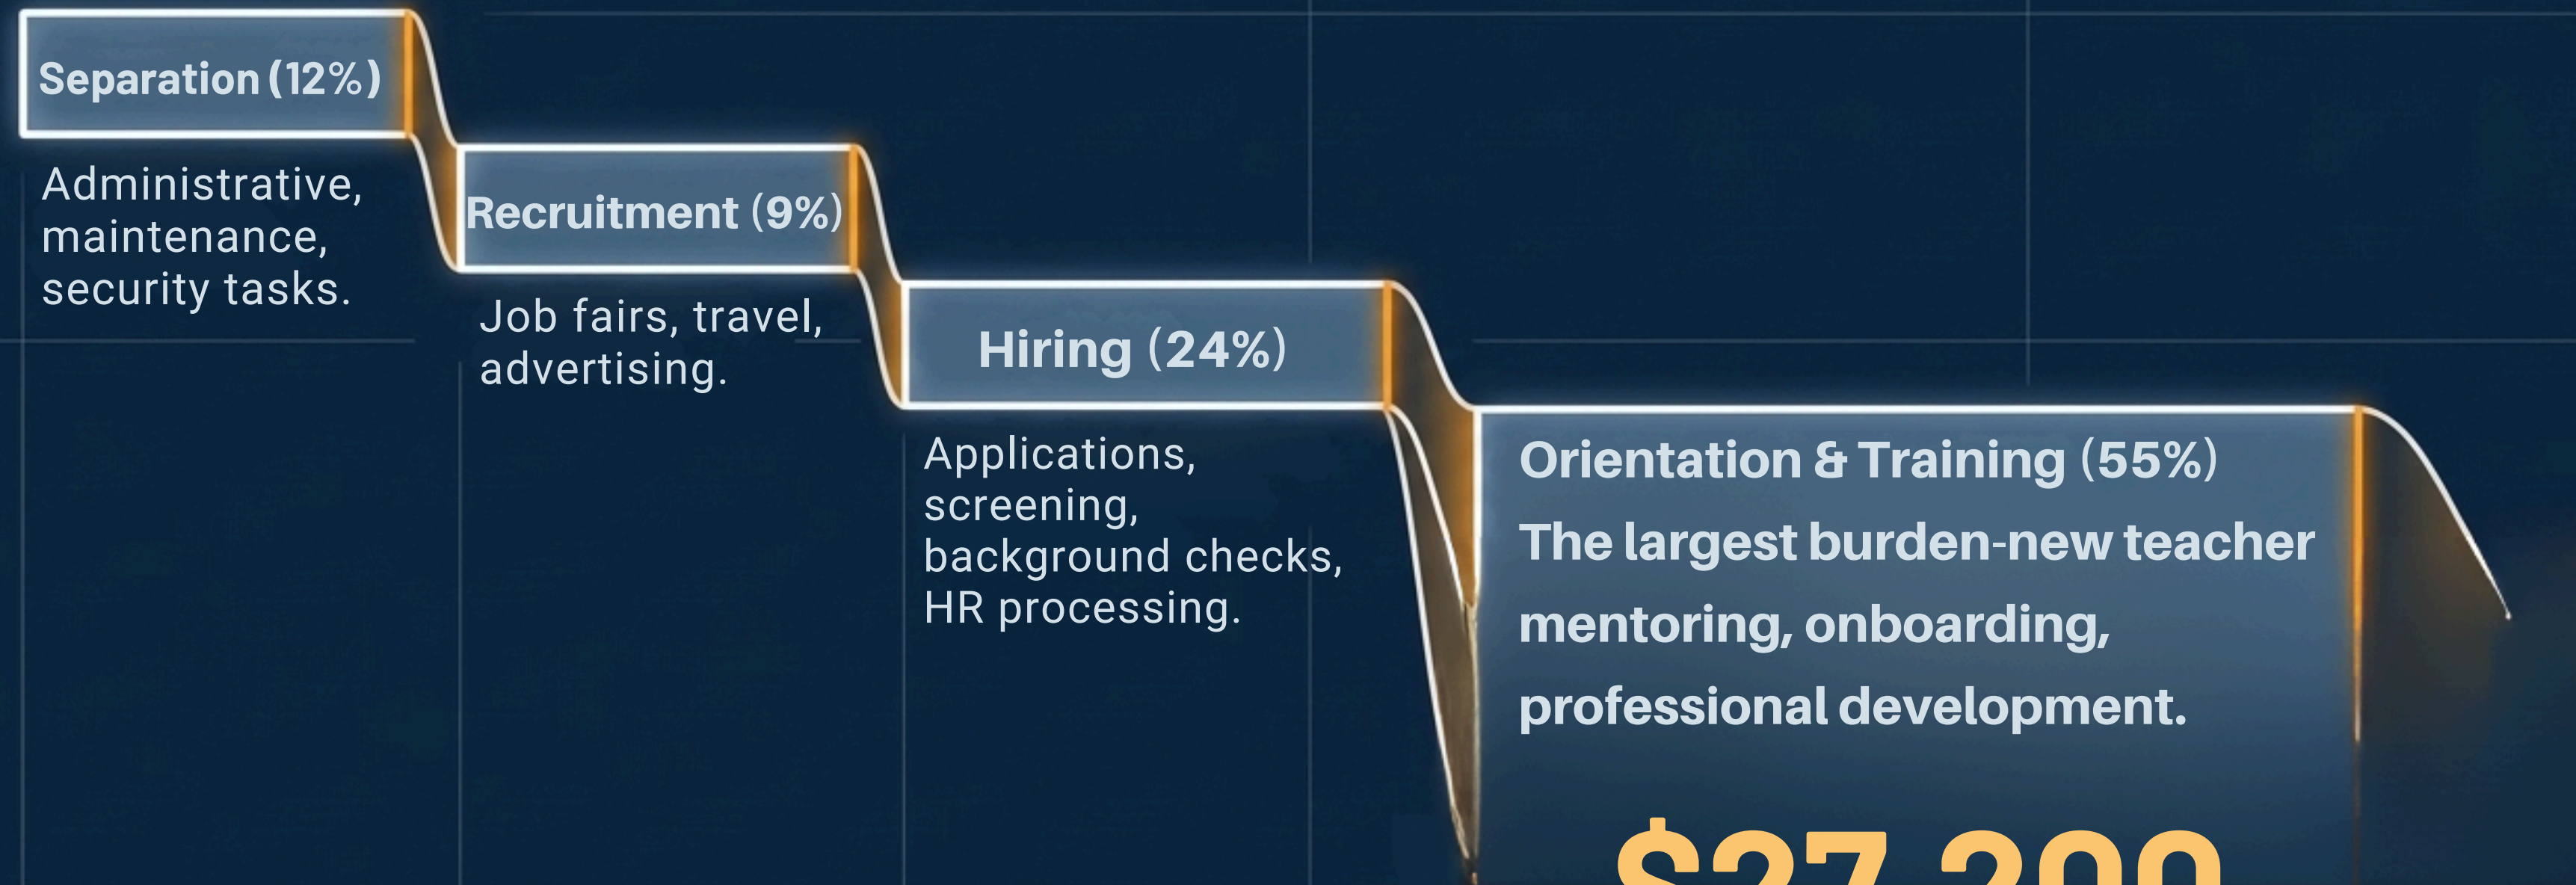 Separation (12%)
Administrative,
maintenance,
security tasks.
Recruitment (9%)
Job fairs, travel,
advertising.
Hiring (24%)
Applications,
screening,
background checks,
HR processing.
Orientation & Training (55%)
The largest burden-new teacher
mentoring, onboarding,
professional development.